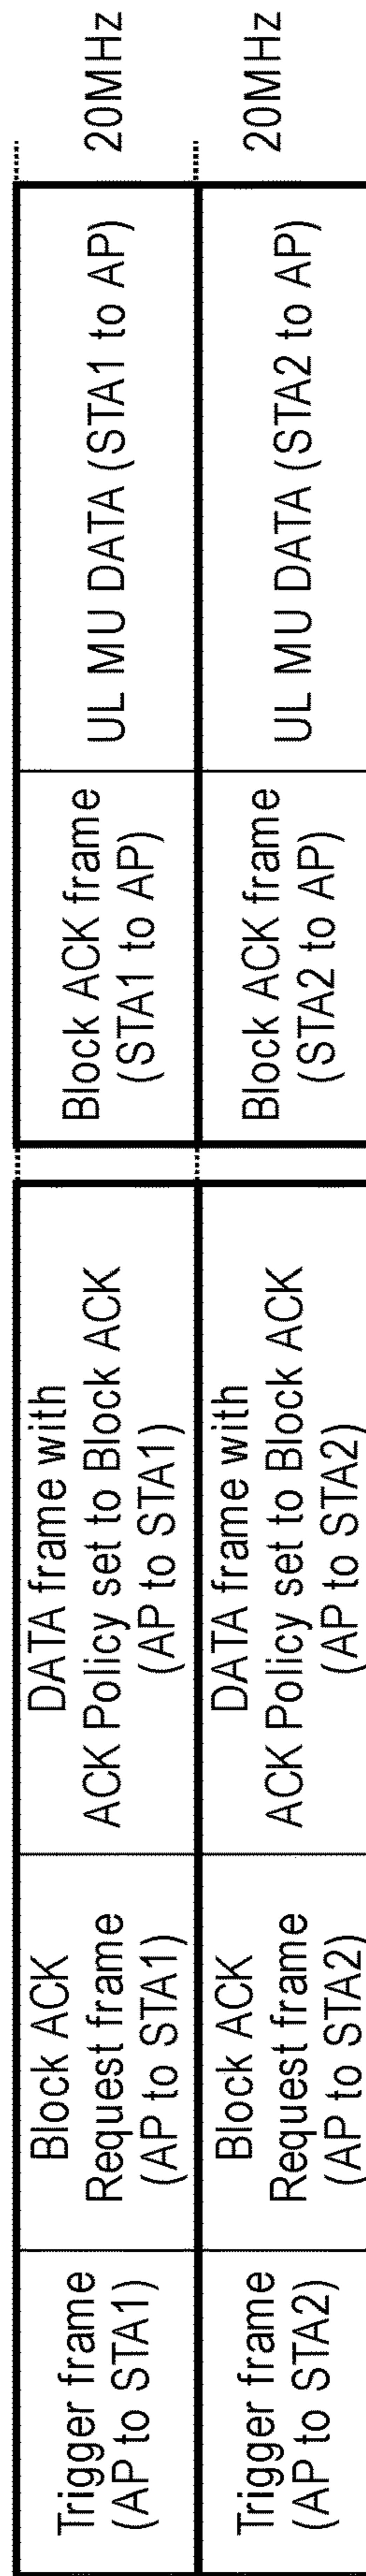 Trigger frame
(AP to STA1)
Block ACK
Request frame
(AP to STA1)
DATA frame with
ACK Policy set to Block ACK
(AP to STA1)
Block ACK frame
(STA1 to AP)
UL MU DATA (STA1 to AP)
20MHz
Trigger frame
(AP to STA2)
Block ACK
Request frame
(AP to STA2)
DATA frame with
ACK Policy set to Block ACK
(AP to STA2)
Block ACK frame
(STA2 to AP)
UL MU DATA (STA2 to AP)
20MHz